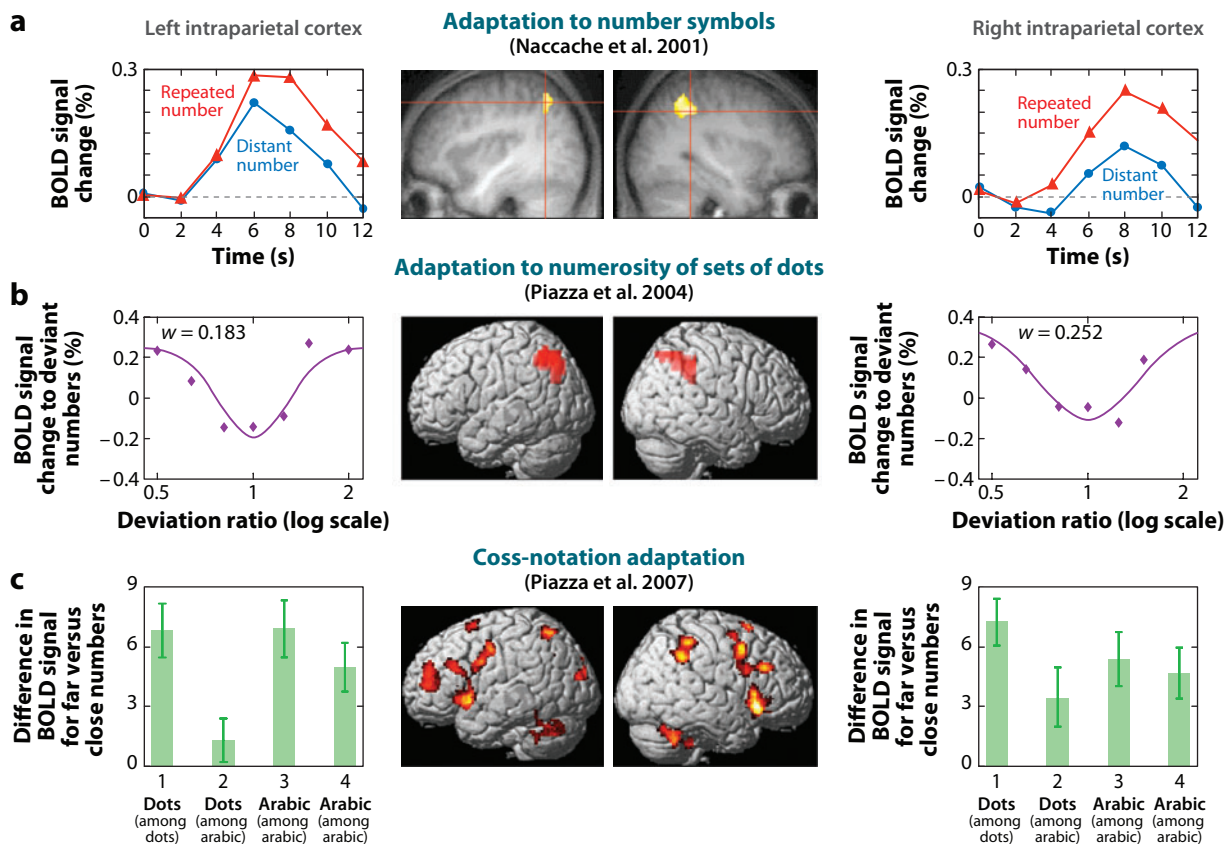 a
Left intraparietal cortex
Adaptation to number symbols
(Naccache et al. 2001)
Right intraparietal cortex
BOLD signal
change (%)
0.3
0
Repeated
number
Distant
number
0 2 4 6 8 10 12
Time (s)
BOLD signal
change (%)
0.3
0
Repeated
number
Distant
number
0 2 4 6 8 10 12
Time (s)
b
Adaptation to numerosity of sets of dots
(Piazza et al. 2004)
BOLD signal
change to deviant
numbers (%)
0.4
0.2
0
– 0.2
– 0.4
w = 0.183
0.5 1 2
Deviation ratio (log scale)
BOLD signal
change to deviant
numbers (%)
0.4
0.2
0
– 0.2
– 0.4
w = 0.252
0.5 1 2
Deviation ratio (log scale)
c
Coss-notation adaptation
(Piazza et al. 2007)
Difference in
BOLD signal
for far versus
close numbers
9
6
3
0
1 2 3 4
Dots Dots Arabic Arabic
(among (among (among (among
dots) arabic) arabic) arabic)
Difference in
BOLD signal
for far versus
close numbers
9
6
3
0
1 2 3 4
Dots Dots Arabic Arabic
(among (among (among (among
dots) arabic) arabic) arabic)